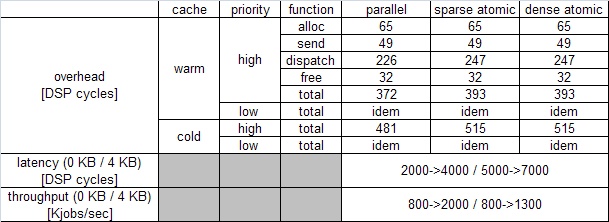 cache priority function parallel sparse atomic dense atomic
overhead
[DSP cycles]
warm
high
alloc 65 65 65
send 49 49 49
dispatch 226 247 247
free 32 32 32
total 372 393 393
low total idem idem idem
cold
high total 481 515 515
low total idem idem idem
latency (0 KB / 4 KB)
[DSP cycles]
2000->4000 / 5000->7000
throughput (0 KB / 4 KB)
[Kjobs/sec]
800->2000 / 800->1300